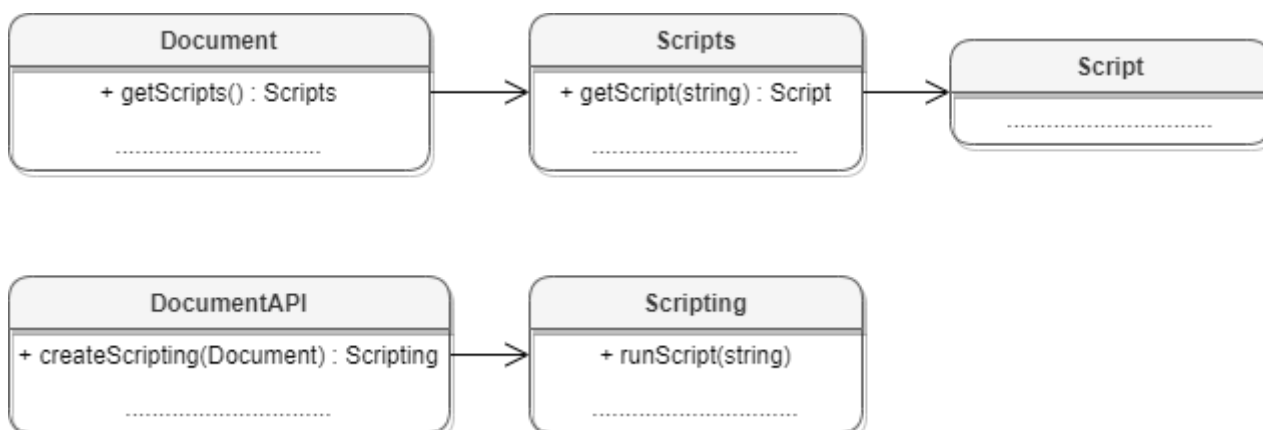 Document
+ getScripts() : Scripts
Scripts
+ getScript(string) : Script
Script
DocumentAPI
+ createScripting(Document) : Scripting
Scripting
+ runScript(string)